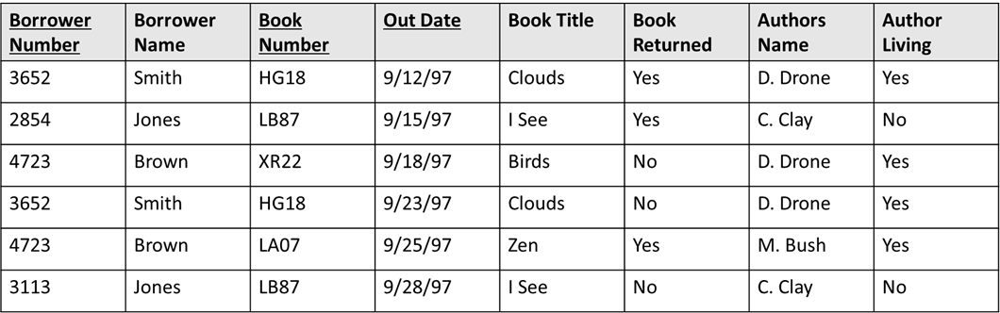 Borrower Number Borrower Name Book Number Out Date Book Title Book Returned Authors Name Author Living
3652 Smith HG18 9/12/97 Clouds Yes D. Drone Yes
2854 Jones LB87 9/15/97 I See Yes C. Clay No
4723 Brown XR22 9/18/97 Birds No D. Drone Yes
3652 Smith HG18 9/23/97 Clouds No D. Drone Yes
4723 Brown LA07 9/25/97 Zen Yes M. Bush Yes
3113 Jones LB87 9/28/97 I See No C. Clay No